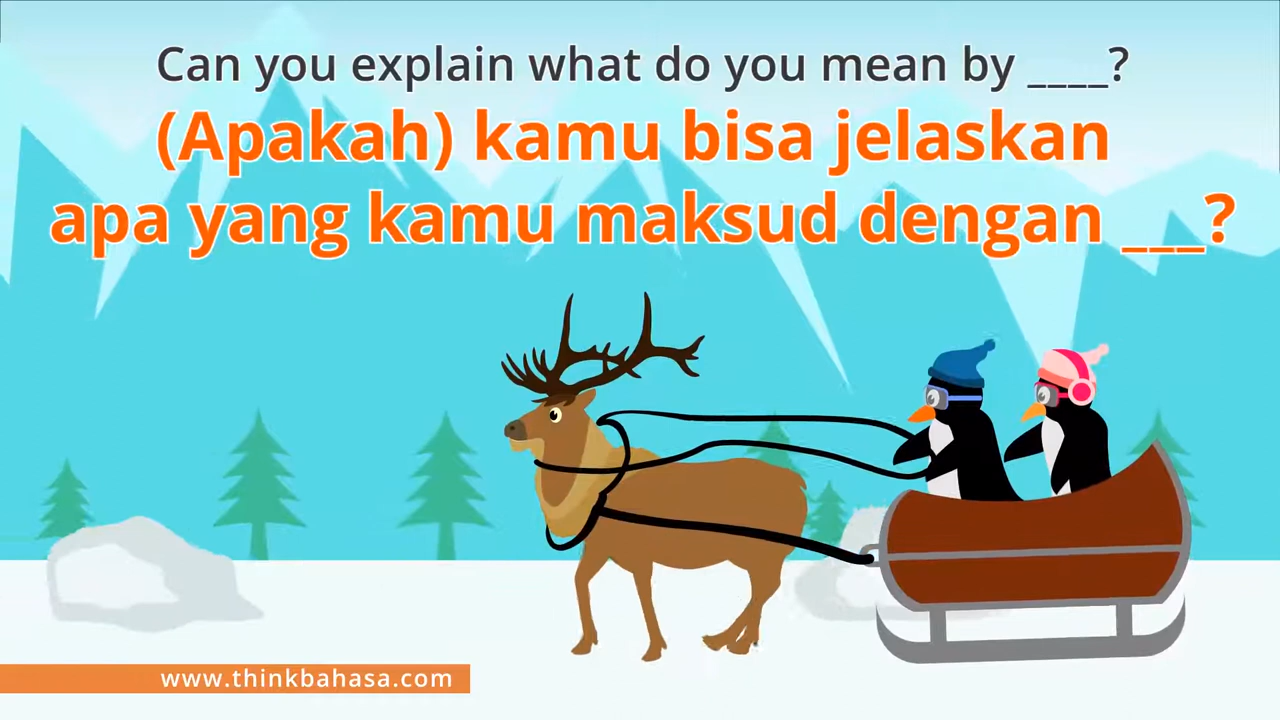 Can you explain what do you mean by ____?
(Apakah) kamu bisa jelaskan
apa yang kamu maksud dengan ___?
www.thinkbahasa.com